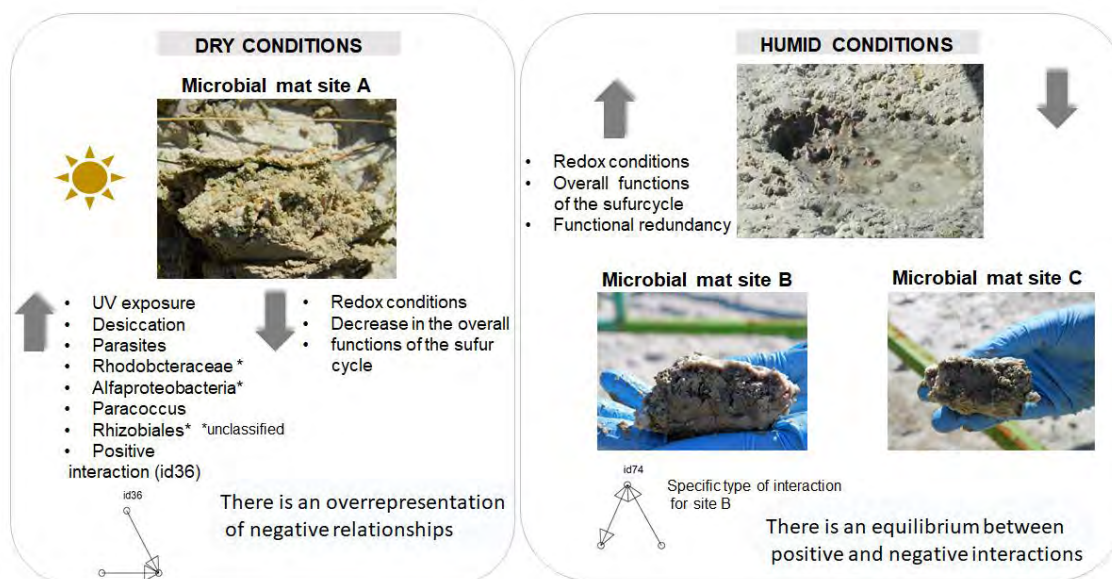 DRY CONDITIONS
Microbial mat site A
• UV exposure
• Desiccation
• Parasites
• Rhodobcteraceae *
• Alfaproteobacteria*
• Paracoccus
• Rhizobiales* *unclassified
• Positive
interaction (id36)
• Redox conditions
• Decrease in the overall
• functions of the sufur
cycle
id36
There is an overrepresentation
of negative relationships
HUMID CONDITIONS
• Redox conditions
• Overall functions
of the sufurcycle
• Functional redundancy
Microbial mat site B
Microbial mat site C
id74
Specific type of interaction
for site B
There is an equilibrium between
positive and negative interactions